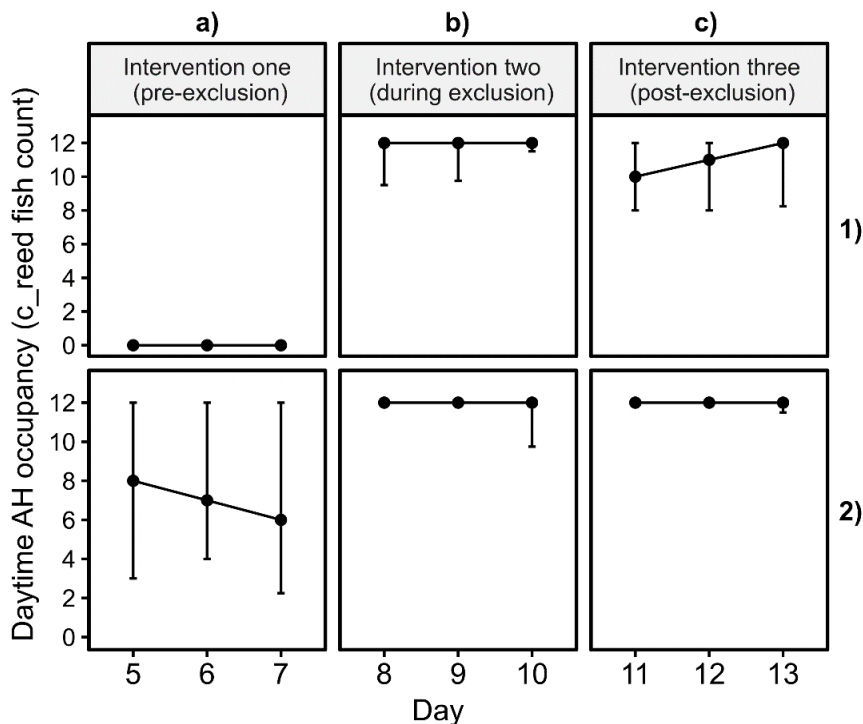 a)
b)
c)
Intervention one
(pre-exclusion)
Intervention two
(during exclusion)
Intervention three
(post-exclusion)
Daytime AH occupancy (c_reed fish count)
12
10
8
6
4
2
0
1)
12
10
8
6
4
2
0
2)
5
6
7
8
9
10
11
12
13
Day